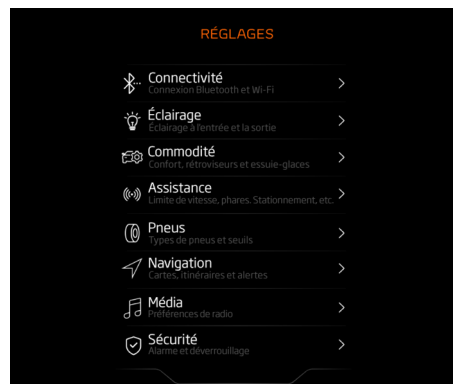 RÉGLAGES
Connectivité
Connexion Bluetooth et Wi-Fi
Éclairage
Éclairage à l'entrée et la sortie
Commodité
Confort, rétroviseurs et essuie-glaces
Assistance
Limite de vitesse, phares. Stationnement, etc.
Pneus
Types de pneus et seuils
Navigation
Cartes, itinéraires et alertes
Média
Préférences de radio
Sécurité
Alarme et déverrouillage